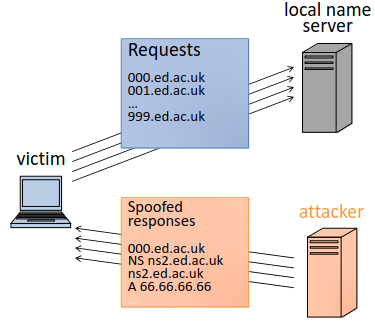 local name
server
Requests
000.ed.ac.uk
001.ed.ac.uk
...
999.ed.ac.uk
victim
Spoofed
responses
000.ed.ac.uk
NS ns2.ed.ac.uk
ns2.ed.ac.uk
A 66.66.66.66
...
attacker